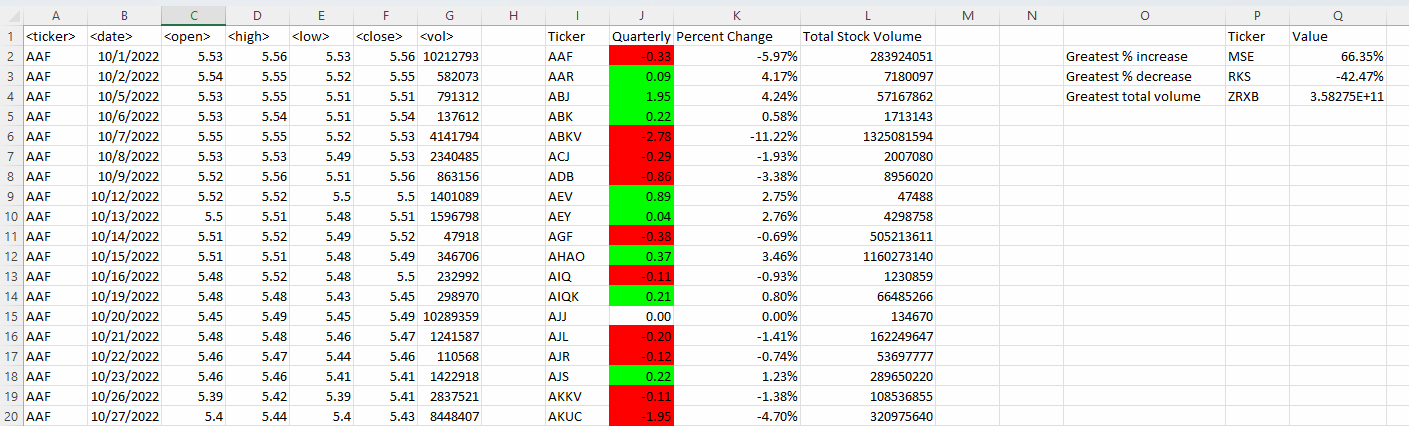 A B C D E F G H I J K L M N O P Q
1 <ticker> <date> <open> <high> <low> <close> <vol> Ticker Quarterly Percent Change Total Stock Volume Ticker Value
2 AAF 10/1/2022 5.53 5.56 5.53 5.56 10212793 AAF -0.33 -5.97% 283924051 Greatest % increase MSE 66.35%
3 AAF 10/2/2022 5.54 5.55 5.52 5.55 582073 AAR 0.09 4.17% 7180097 Greatest % decrease RKS -42.47%
4 AAF 10/5/2022 5.53 5.55 5.51 5.51 791312 ABJ 1.95 4.24% 57167862 Greatest total volume ZRXB 3.58275E+11
5 AAF 10/6/2022 5.53 5.54 5.51 5.54 137612 ABK 0.22 0.58% 1713143
6 AAF 10/7/2022 5.55 5.55 5.52 5.53 4141794 ABKV -2.78 -11.22% 1325081594
7 AAF 10/8/2022 5.53 5.53 5.49 5.53 2340485 ACJ -0.29 -1.93% 2007080
8 AAF 10/9/2022 5.52 5.56 5.51 5.56 863156 ADB -0.86 -3.38% 8956020
9 AAF 10/12/2022 5.52 5.52 5.5 5.5 1401089 AEV 0.89 2.75% 47488
10 AAF 10/13/2022 5.5 5.51 5.48 5.51 1596798 AEY 0.04 2.76% 4298758
11 AAF 10/14/2022 5.51 5.52 5.49 5.52 47918 AGF -0.38 -0.69% 505213611
12 AAF 10/15/2022 5.51 5.51 5.48 5.49 346706 AHAO 0.37 3.46% 1160273140
13 AAF 10/16/2022 5.48 5.52 5.48 5.5 232992 AIQ -0.11 -0.93% 1230859
14 AAF 10/19/2022 5.48 5.48 5.43 5.45 298970 AIQK 0.21 0.80% 66485266
15 AAF 10/20/2022 5.45 5.49 5.45 5.49 10289359 AJJ 0.00 0.00% 134670
16 AAF 10/21/2022 5.48 5.48 5.46 5.47 1241587 AJL -0.20 -1.41% 162249647
17 AAF 10/22/2022 5.46 5.47 5.44 5.46 110568 AJR -0.12 -0.74% 53697777
18 AAF 10/23/2022 5.46 5.46 5.41 5.41 1422918 AJS 0.22 1.23% 289650220
19 AAF 10/26/2022 5.39 5.42 5.39 5.41 2837521 AKKV -0.11 -1.38% 108536855
20 AAF 10/27/2022 5.4 5.44 5.4 5.43 8448407 AKUC -1.95 -4.70% 320975640